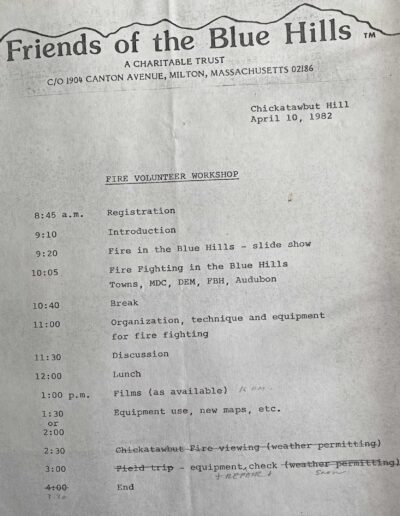 Friends of the Blue Hills TM
A CHARITABLE TRUST
C/O 1904 CANTON AVENUE, MILTON, MASSACHUSETTS 02186
Chickatawbut Hill
April 10, 1982
FIRE VOLUNTEER WORKSHOP
8:45 a.m. Registration
9:10 Introduction
9:20 Fire in the Blue Hills - slide show
10:05 Fire Fighting in the Blue Hills
Towns, MDC, DEM, FBH, Audubon
10:40 Break
11:00 Organization, technique and equipment
for fire fighting
11:30 Discussion
12:00 Lunch
1:00 p.m. Films (as available)
1:30 Equipment use, new maps, etc.
or
2:00
2:30 Chickatawbut Fire viewing (weather permitting)
3:00 Field trip - equipment check (weather permitting)
+ REPAIR + Snow
4:00 End